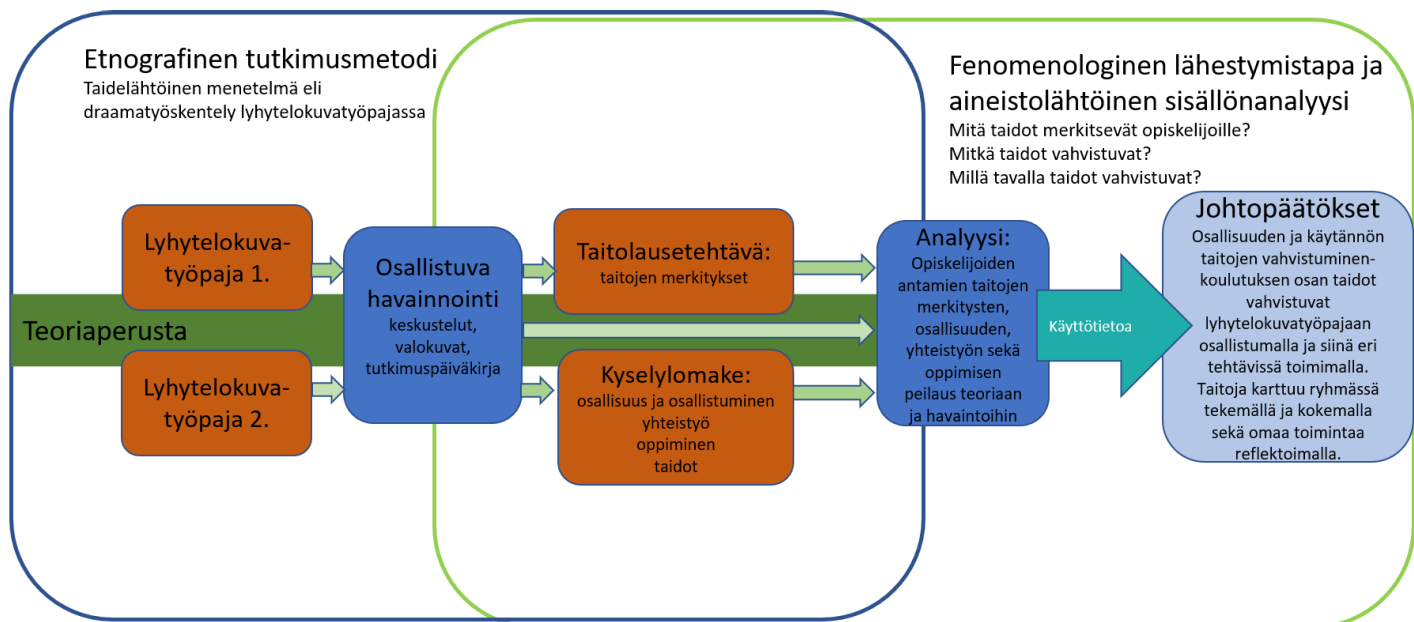 Etnografinen tutkimusmetodi
Taidelähtöinen menetelmä eli
draamatyöskentely lyhytelokuvatyöpajassa
Fenomenologinen lähestymistapa ja
aineistolähtöinen sisällönanalyysi
Mitä taidot merkitsevät opiskelijoille?
Mitkä taidot vahvistuvat?
Millä tavalla taidot vahvistuvat?
Teoriaperusta
Lyhytelokuva-
työpaja 1.
Lyhytelokuva-
työpaja 2.
Osallistuva
havainnointi
keskustelut,
valokuvat,
tutkimuspäiväkirja
Taitolausetehtävä:
taitojen merkitykset
Kyselylomake:
osallisuus ja osallistuminen
yhteistyö
oppiminen
taidot
Analyysi:
Opiskelijoiden
antamien taitojen
merkitysten,
osallisuuden,
yhteistyön sekä
oppimisen
peilaus teoriaan
ja havaintoihin
Käyttötietoa
Johtopäätökset
Osallisuuden ja käytännön
taitojen vahvistuminen-
koulutuksen osan taidot
vahvistuvat
lyhytelokuvatyöpajaan
osallistumalla ja siinä eri
tehtävissä toimimalla.
Taitoja karttuu ryhmässä
tekemällä ja kokemalla
sekä omaa toimintaa
reflektoimalla.